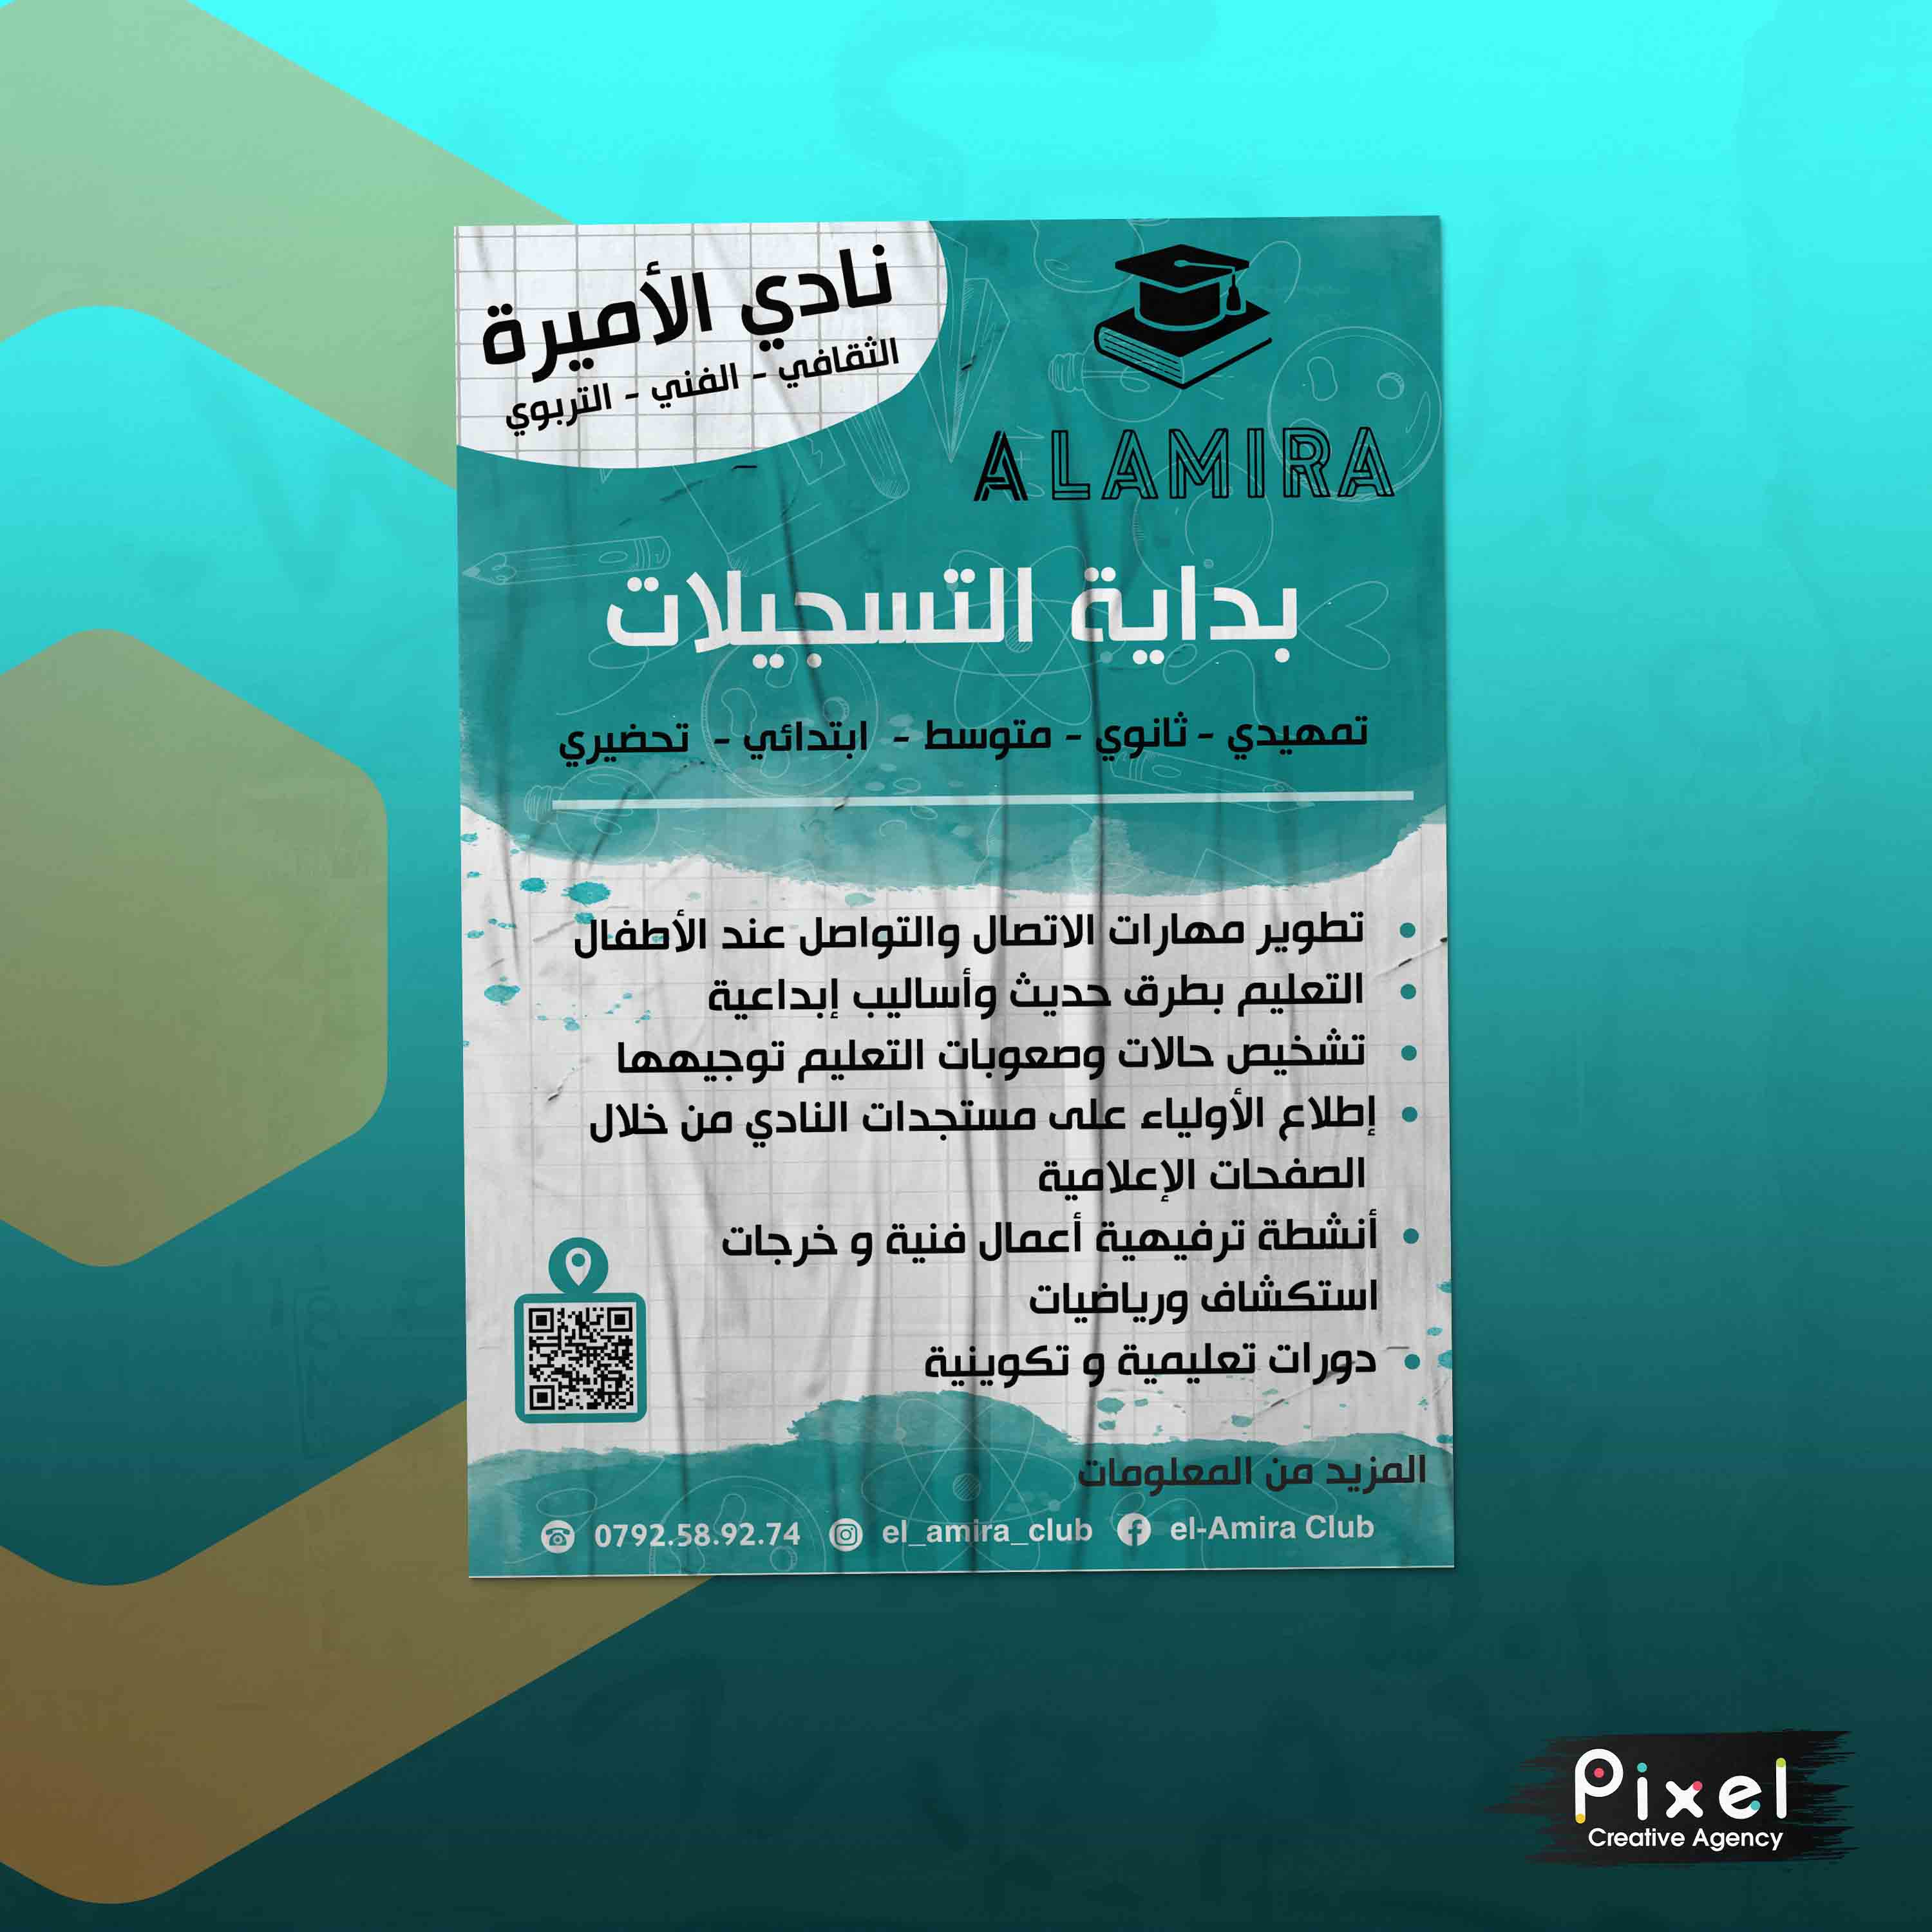 نادي الأميرة
الثقافي - الفني - التربوي
ALAMIRA
بداية التسجيلات
تمهيدي - ثانوي - متوسط - ابتدائي - تحضيري
تطوير مهارات الاتصال والتواصل عند الأطفال
التعليم بطرق حديث وأساليب إبداعية
تشخيص حالات وصعوبات التعليم توجيهها
إطلاع الأولياء على مستجدات النادي من خلال
الصفحات الإعلامية
أنشطة ترفيهية أعمال فنية و خرجات
استكشاف ورياضيات
دورات تعليمية و تكوينية
المزيد من المعلومات
0792.58.92.74 el_amira_club el-Amira Club
Pixel
Creative Agency